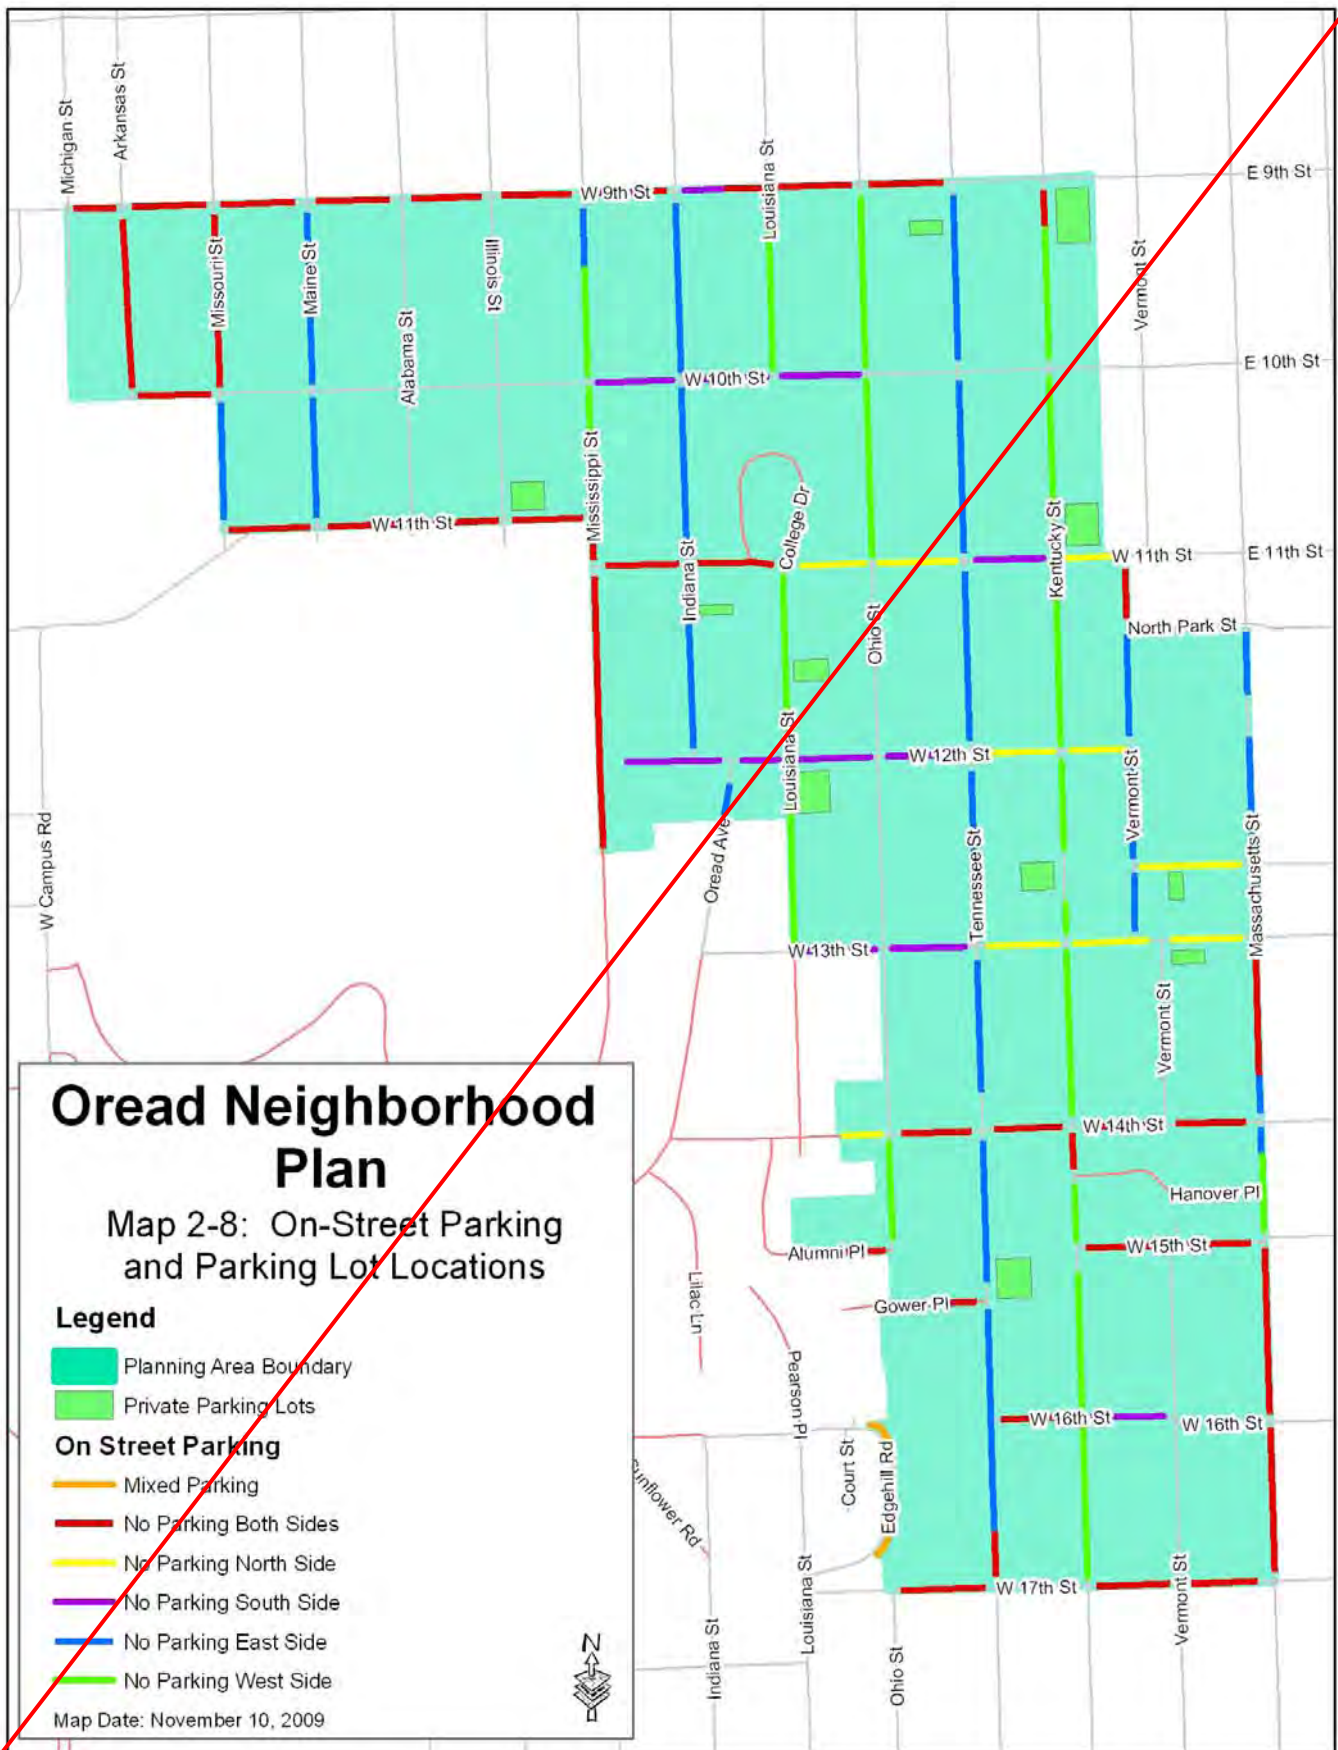 Michigan St
Arkansas St
Louisiana St
E 9th St
W 9th St
Missouri St
Maine St
Illinois St
Alabama St
Vermont St
E 10th St
W 10th St
Mississippi St
College Dr
Kentucky St
W 11th St
W 11th St
E 11th St
Indiana St
Ohio St
North Park St
Louisiana St
W 12th St
Vermont St
W Campus Rd
Oread Ave
Tennessee St
Massachusetts St
W 13th St
Vermont St
W 14th St
Hanover Pl
Alumni Pl
W 15th St
Lilac Ln
Gower Pl
Pearson Pl
W 16th St
W 16th St
Court St
Edgehill Rd
Sunflower Rd
Louisiana St
W 17th St
Vermont St
Indiana St
Ohio St
Oread Neighborhood
Plan
Map 2-8: On-Street Parking
and Parking Lot Locations
Legend
Planning Area Boundary
Private Parking Lots
On Street Parking
Mixed Parking
No Parking Both Sides
No Parking North Side
No Parking South Side
No Parking East Side
No Parking West Side
N
Map Date: November 10, 2009